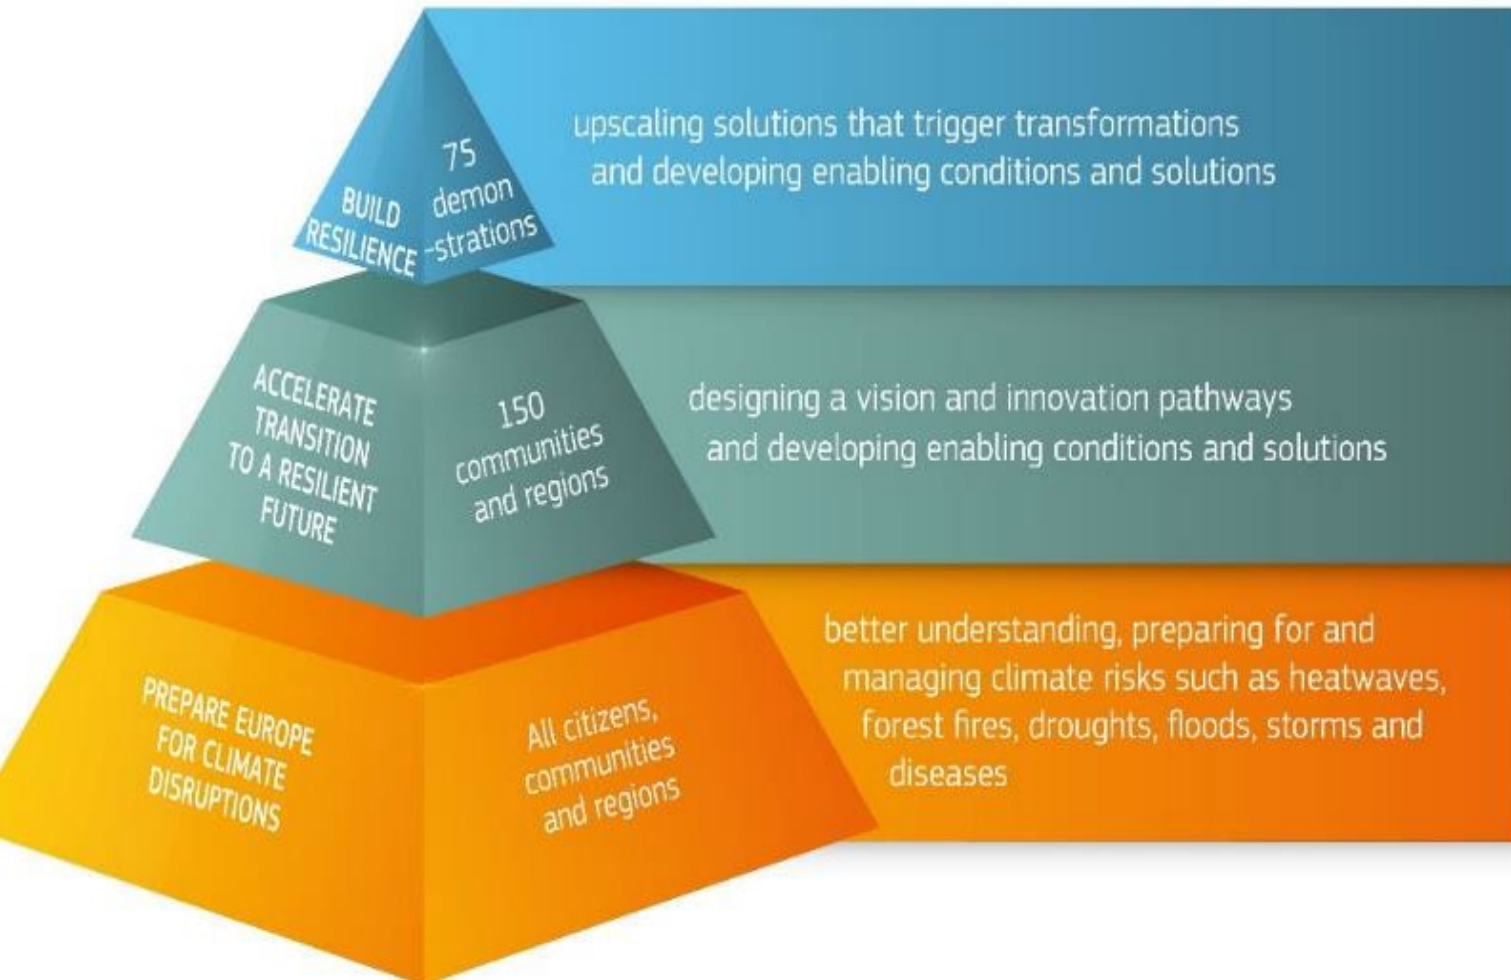 BUILD
RESILIENCE
75
demon
-strations
upscaling solutions that trigger transformations
and developing enabling conditions and solutions
ACCELERATE
TRANSITION
TO A RESILIENT
FUTURE
150
communities
and regions
designing a vision and innovation pathways
and developing enabling conditions and solutions
PREPARE EUROPE
FOR CLIMATE
DISRUPTIONS
All citizens,
communities
and regions
better understanding, preparing for and
managing climate risks such as heatwaves,
forest fires, droughts, floods, storms and
diseases